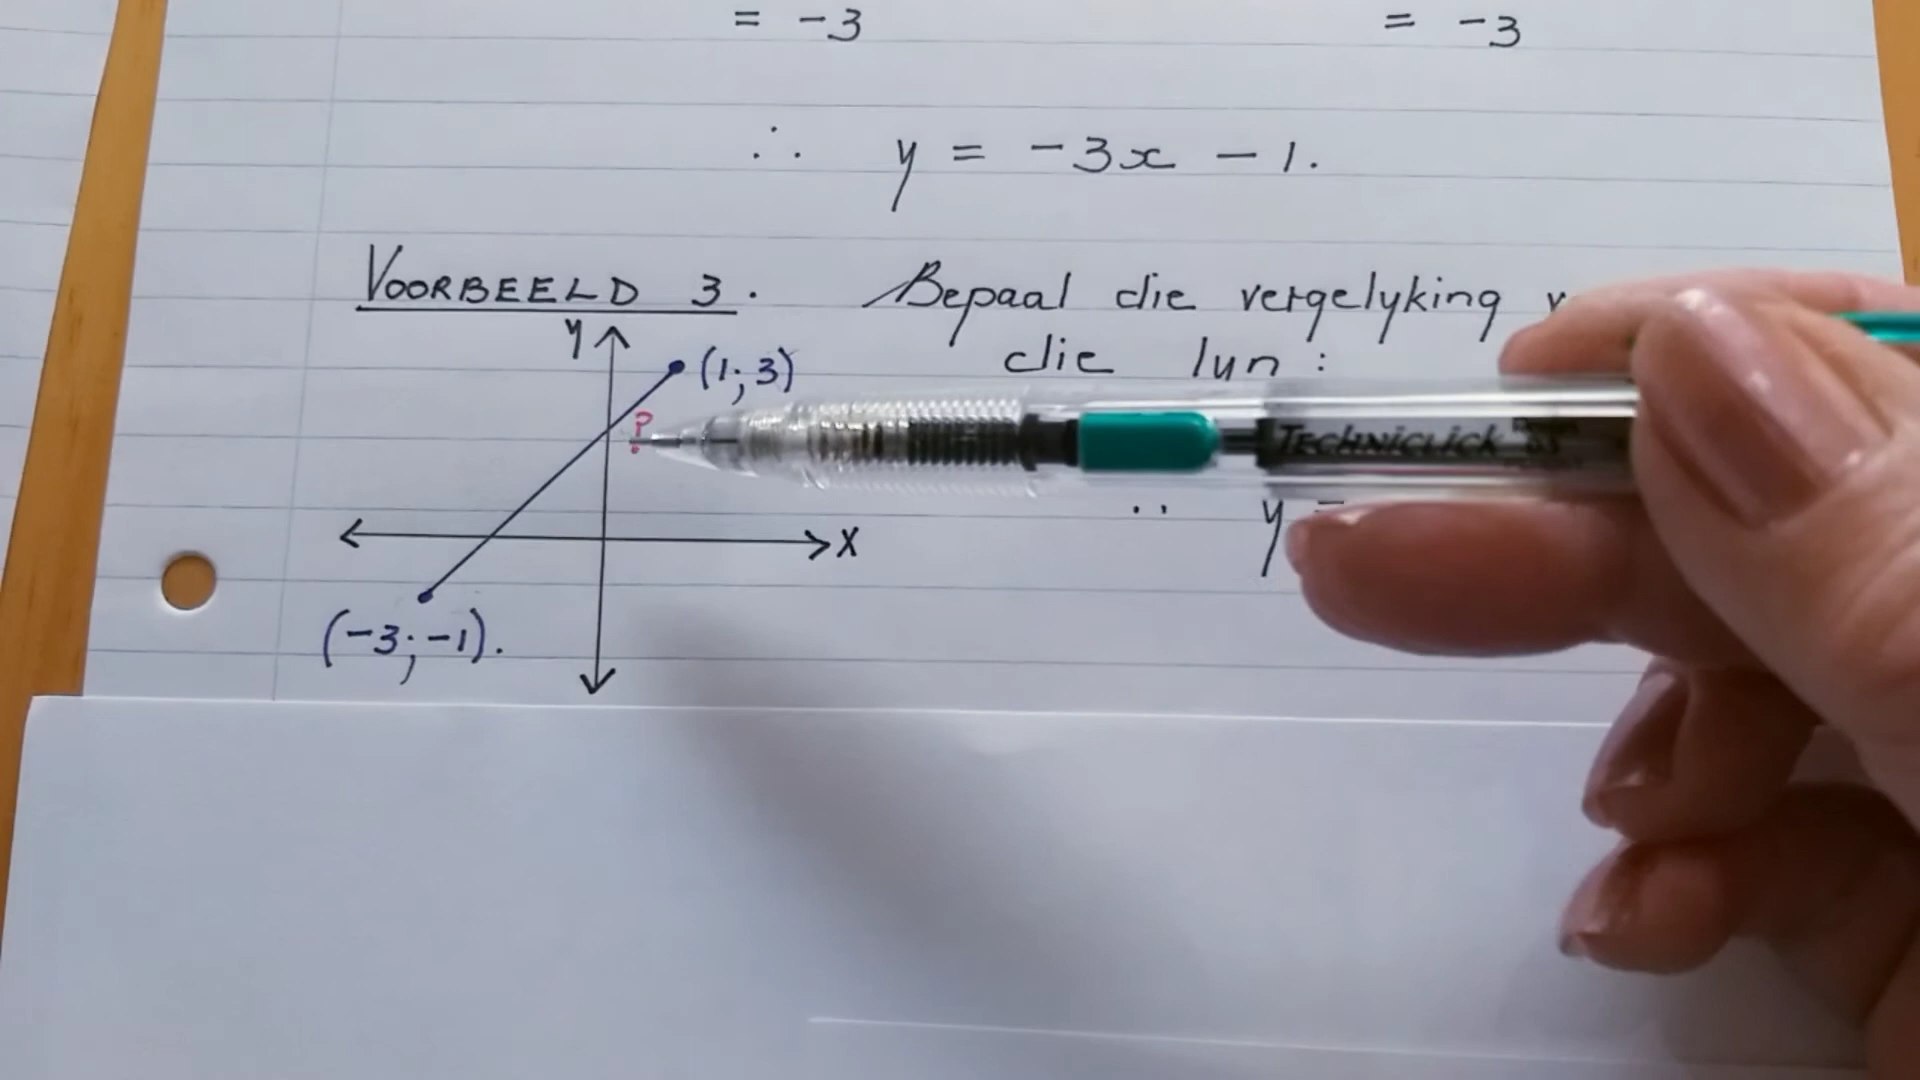 = -3
= -3
∴ y = -3x - 1.
VOORBEELD 3. Bepaal die vergelyking
die lyn:
y
(1; 3)
?
TECHNICLICK
∴ y =
x
(-3; -1).